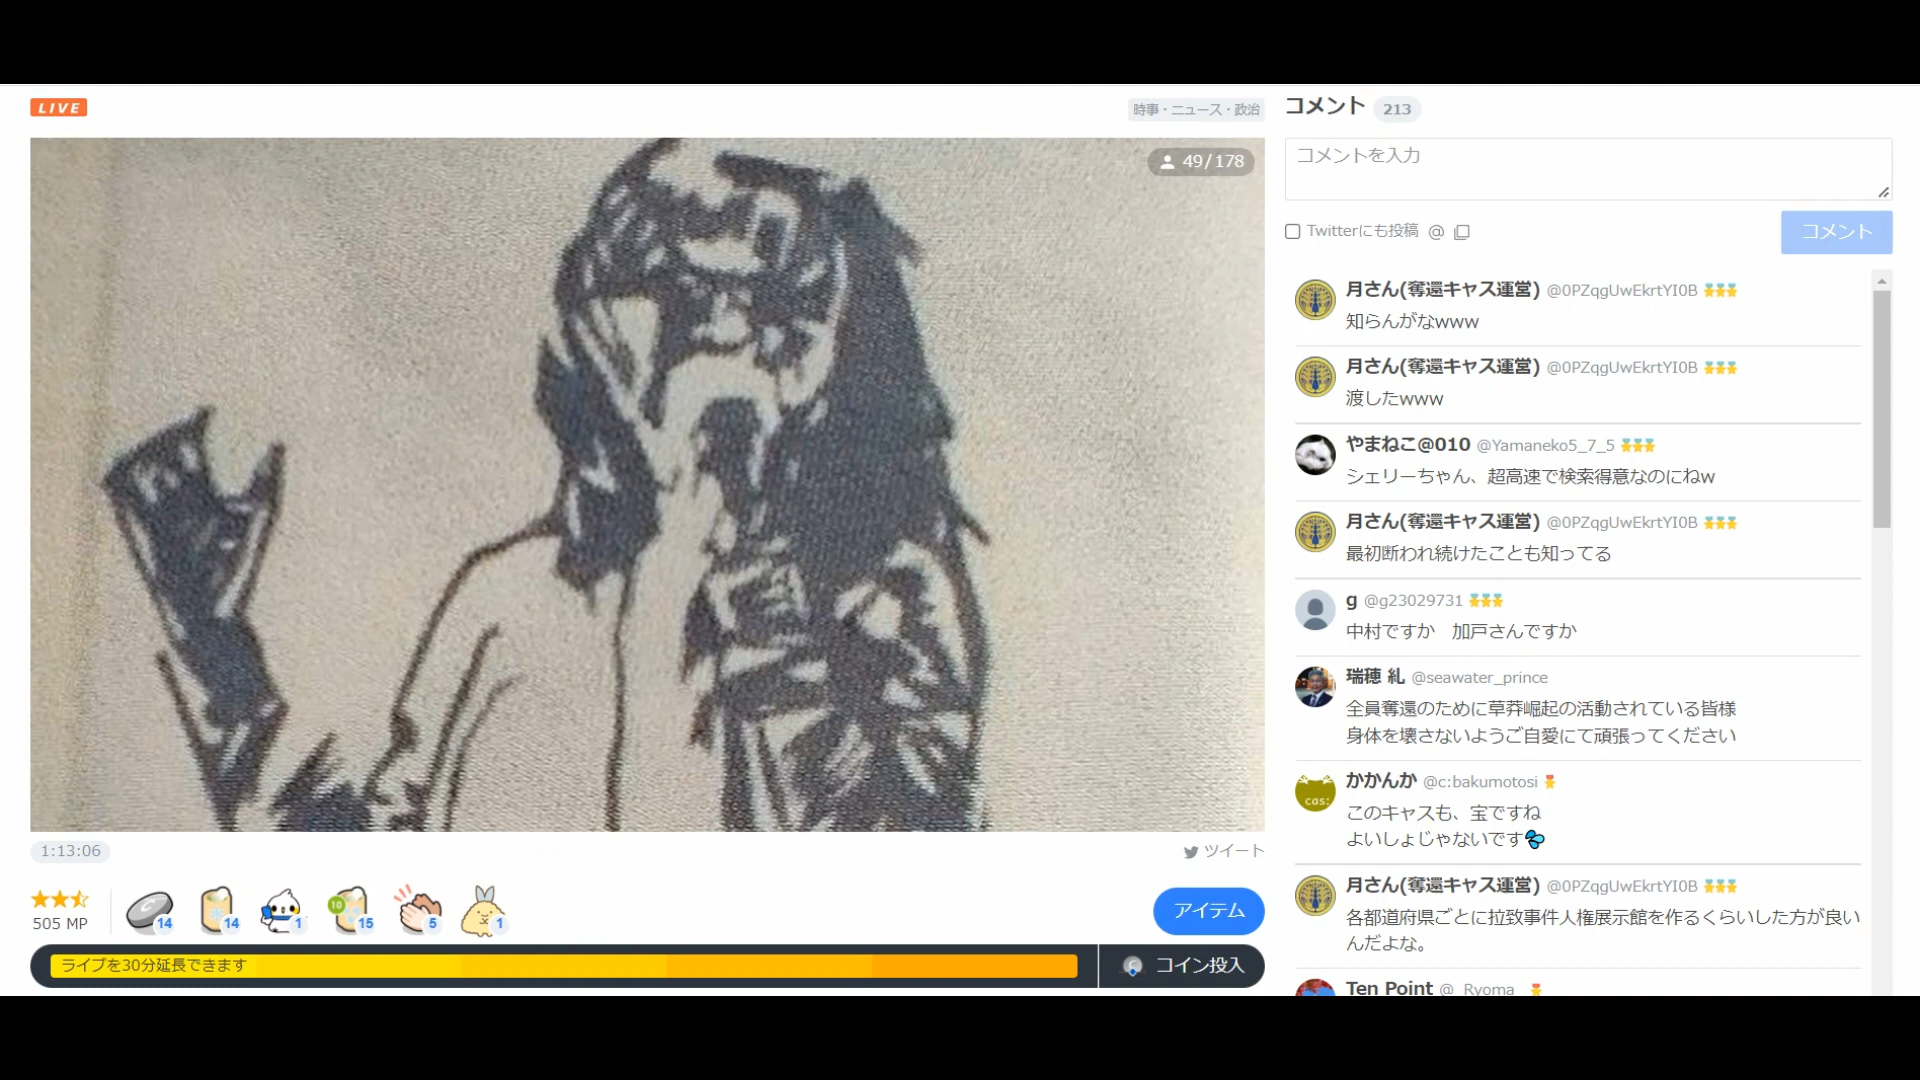 LIVE
時事・ニュース・政治
49/178
1:13:06
ツイート
505 MP
14
14
1
10
15
5
1
アイテム
ライブを30分延長できます
コイン投入
コメント 213
コメントを入力
Twitterにも投稿 @
コメント
月さん(奪還キャス運営) @0PZqgUwEkrtYI0B
知らんがなwww
月さん(奪還キャス運営) @0PZqgUwEkrtYI0B
渡したwww
やまねこ@010 @Yamaneko5_7_5
シェリーちゃん、超高速で検索得意なのにねw
月さん(奪還キャス運営) @0PZqgUwEkrtYI0B
最初断われ続けたことも知ってる
g @g23029731
中村ですか　加戸さんですか
瑞穂 糺 @seawater_prince
全員奪還のために草莽崛起の活動されている皆様
身体を壊さないようご自愛にて頑張ってください
かかんか @c:bakumotosi
cas:
このキャスも、宝ですね
よいしょじゃないです💦
月さん(奪還キャス運営) @0PZqgUwEkrtYI0B
各都道府県ごとに拉致事件人権展示館を作るくらいした方が良い
んだよな。
Ten Point @_Ryoma_